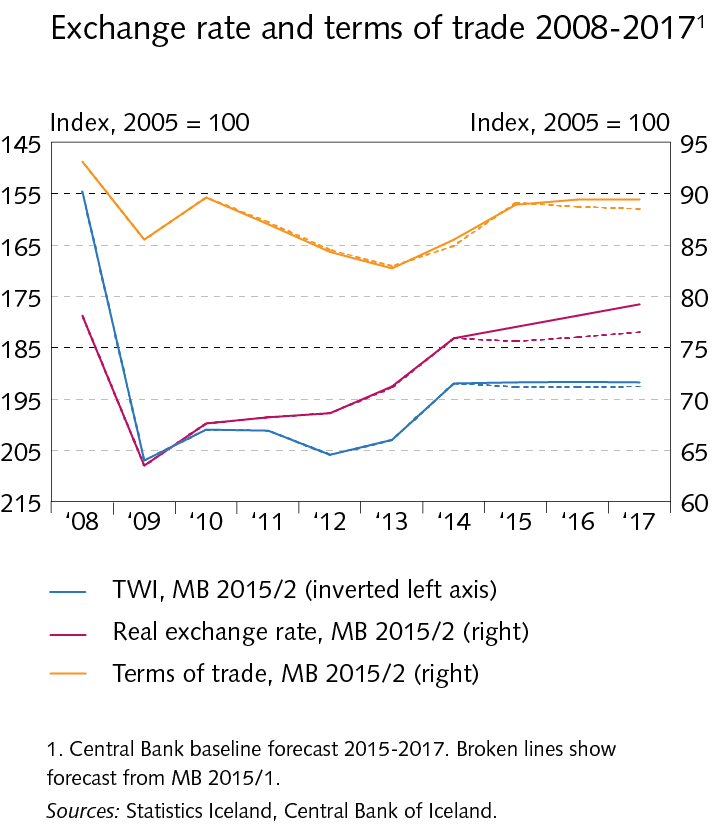 Exchange rate and terms of trade 2008-2017¹
Index, 2005 = 100 Index, 2005 = 100
145 95
155 90
165 85
175 80
185 75
195 70
205 65
215 60
‘08 ‘09 ‘10 ‘11 ‘12 ‘13 ‘14 ‘15 ‘16 ‘17
TWI, MB 2015/2 (inverted left axis)
Real exchange rate, MB 2015/2 (right)
Terms of trade, MB 2015/2 (right)
1. Central Bank baseline forecast 2015-2017. Broken lines show
forecast from MB 2015/1.
Sources: Statistics Iceland, Central Bank of Iceland.